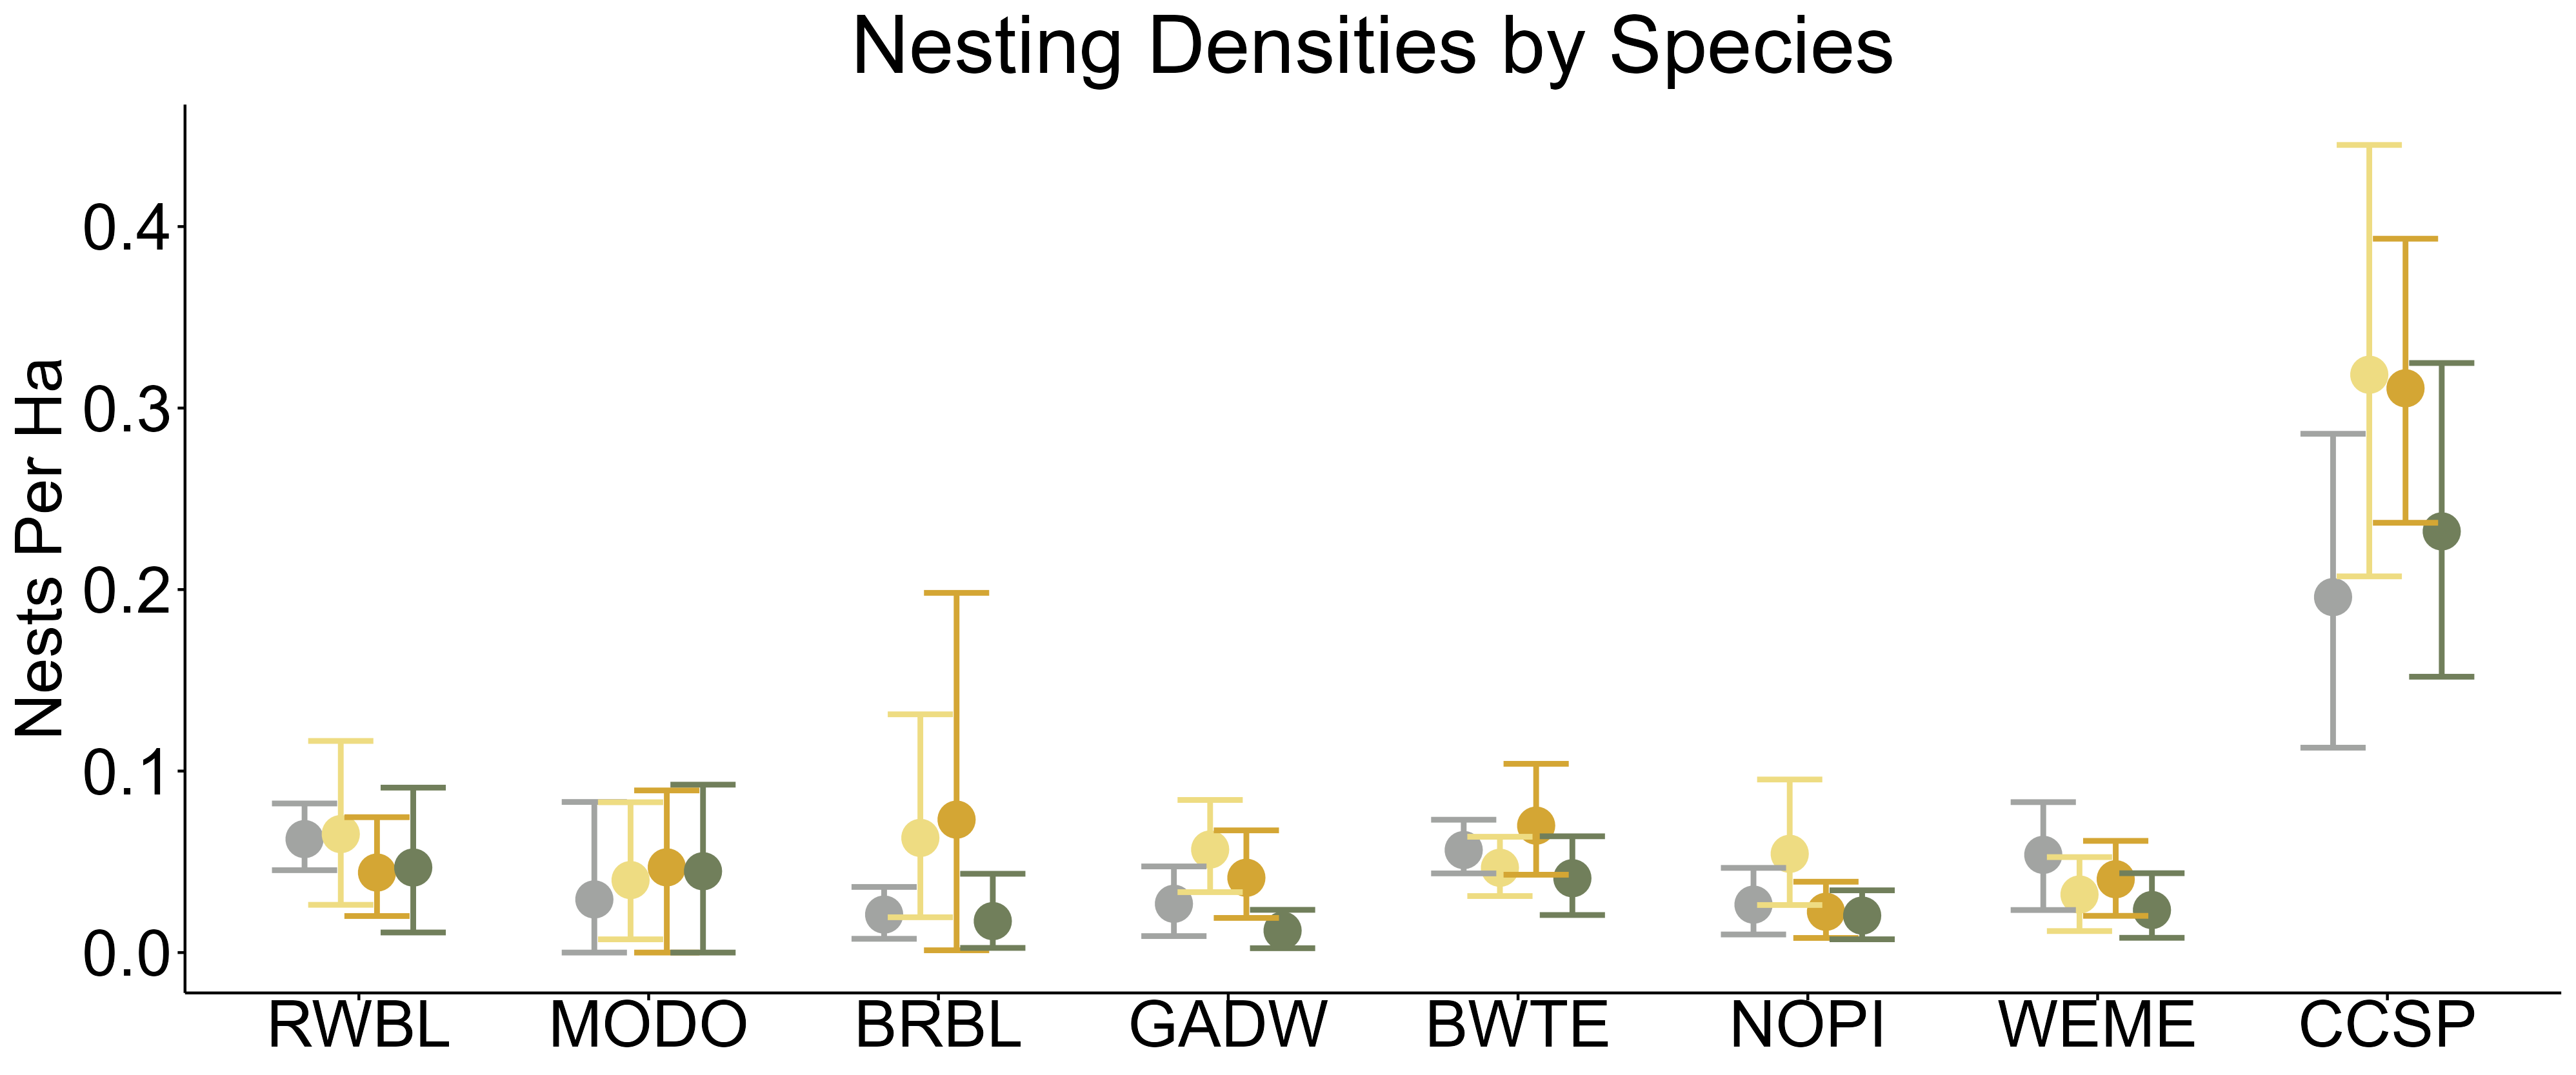 Nesting Densities by Species
Nests Per Ha
0.4
0.3
0.2
0.1
0.0
RWBL MODO BRBL GADW BWTE NOPI WEME CCSP